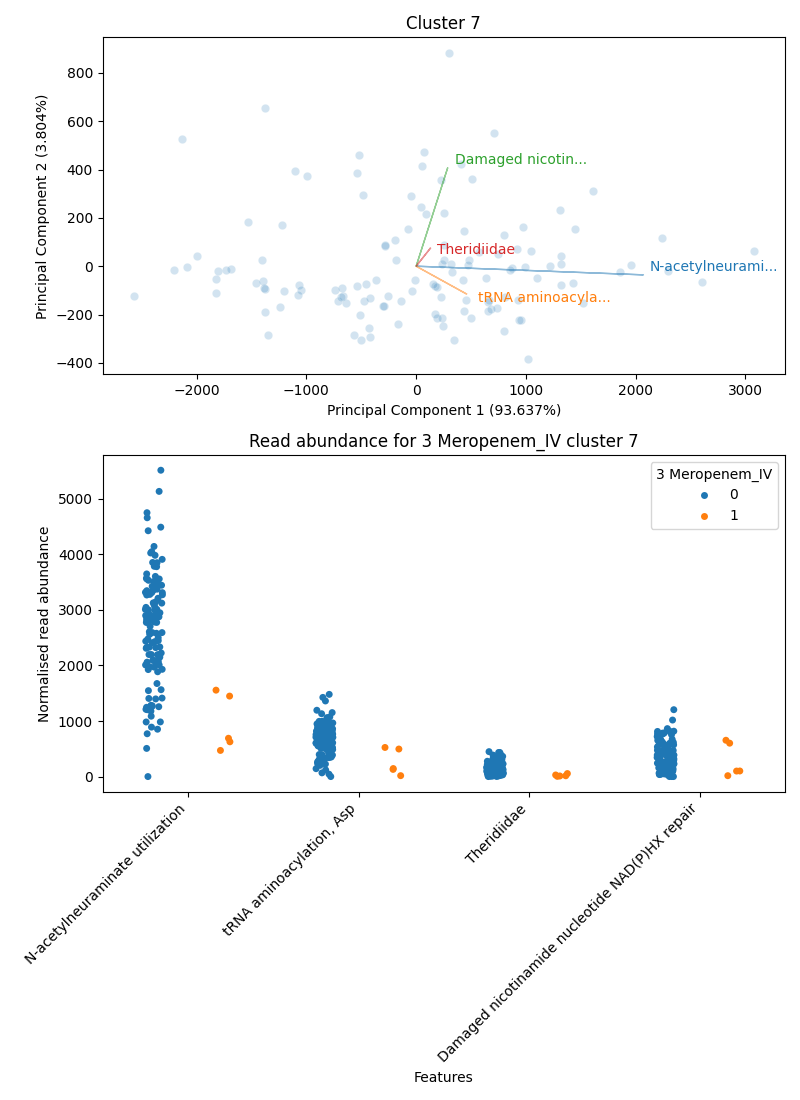 Cluster 7
Principal Component 2 (3.804%)
800
600
400
200
0
−200
−400
Damaged nicotin...
Theridiidae
N-acetylneurami...
tRNA aminoacyla...
−2000
−1000
0
1000
2000
3000
Principal Component 1 (93.637%)
Read abundance for 3 Meropenem_IV cluster 7
Normalised read abundance
5000
4000
3000
2000
1000
0
3 Meropenem_IV
0
1
N-acetylneuraminate utilization
tRNA aminoacylation, Asp
Theridiidae
Damaged nicotinamide nucleotide NAD(P)HX repair
Features